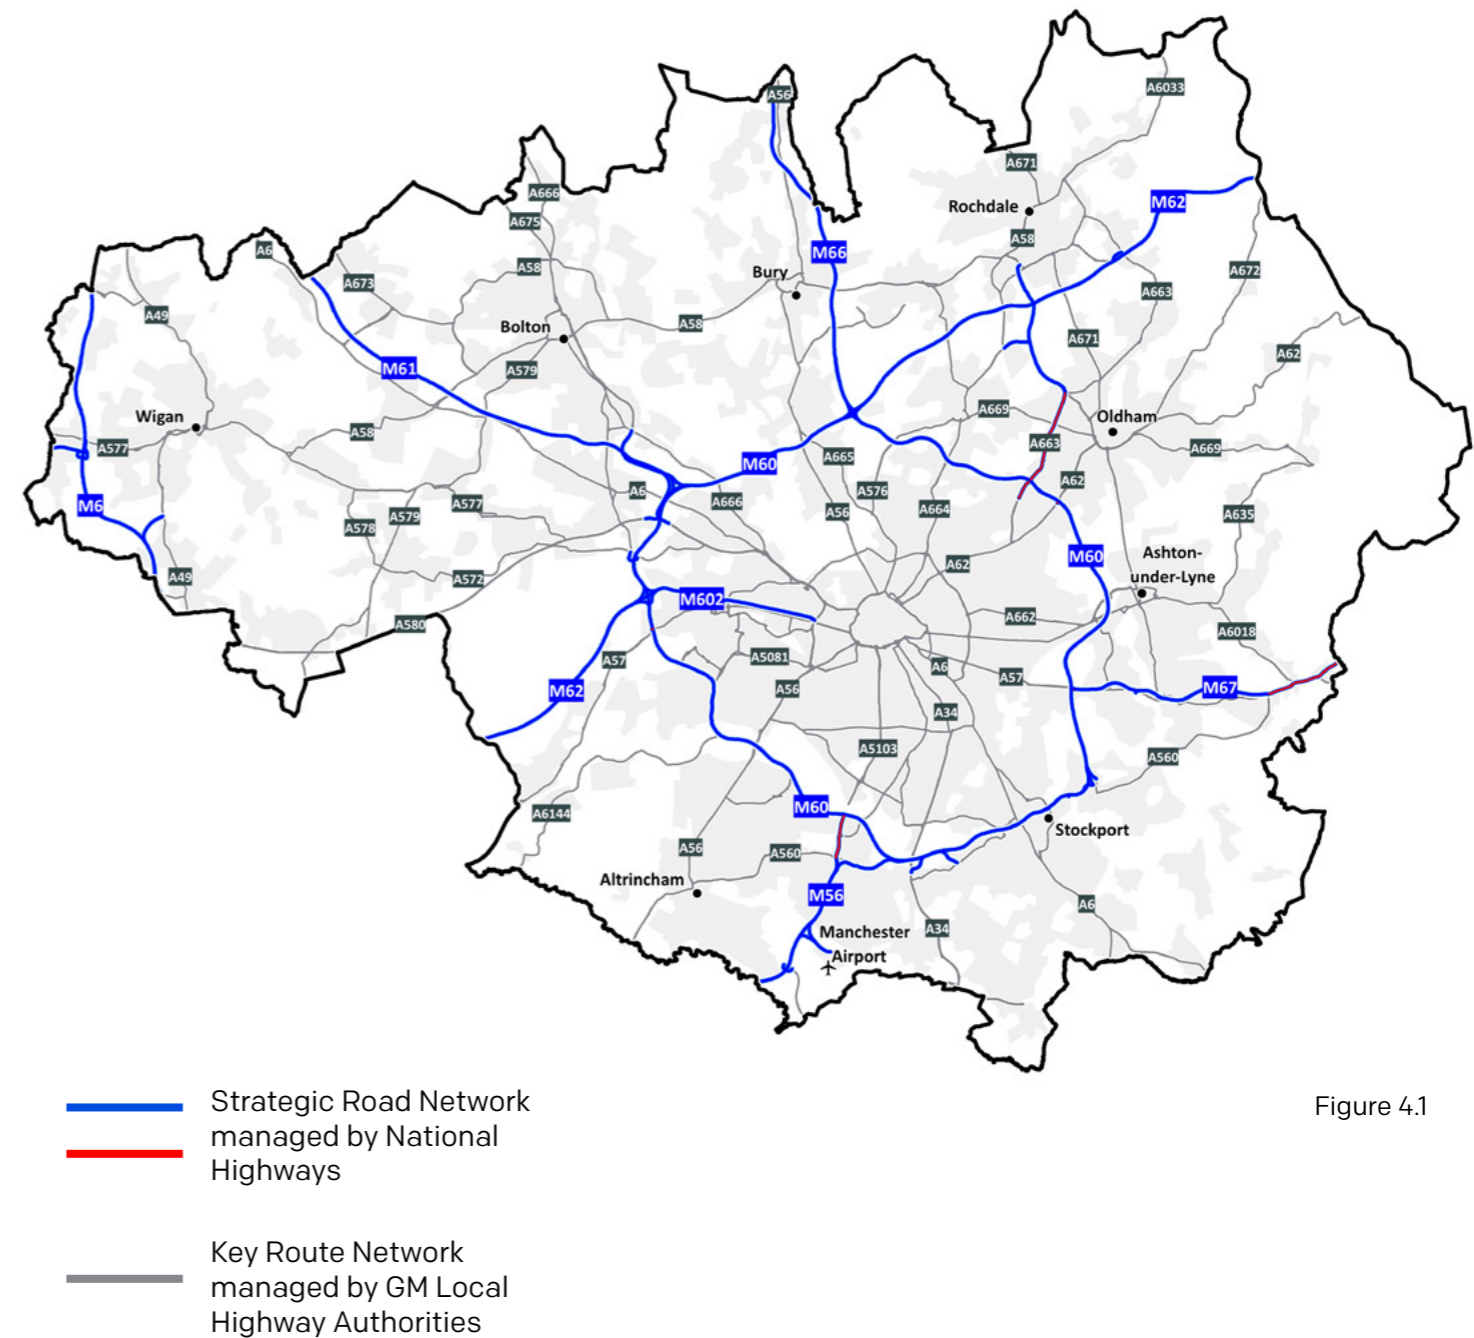 A56
A6033
A671
A666
M62
Rochdale
A675
A58
A6
M66
A58
A672
Bury
A673
A663
A49
A58
Bolton
A671
A62
M61
A579
A669
Oldham
Wigan
A58
A663
A669
A577
A665
M60
A62
A6
A576
A666
A577
M6
A664
A56
A635
A579
A578
Ashton-
under-Lyne
M60
A62
A49
A572
M602
A662
A580
A6018
A5081
A57
A6
A57
M62
A56
M67
A34
A5103
A560
M60
A6144
Stockport
A56
A560
Altrincham
M56
A6
A34
Manchester
Airport
Strategic Road Network
managed by National
Highways
Figure 4.1
Key Route Network
managed by GM Local
Highway Authorities